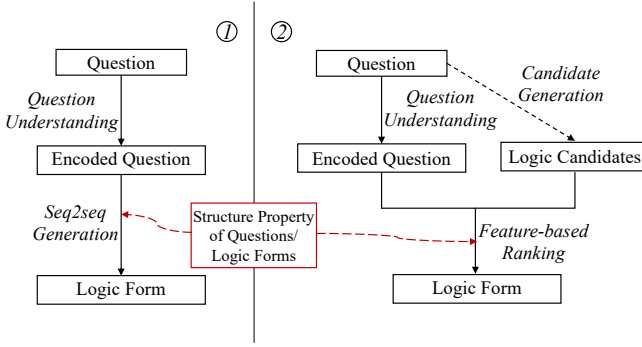 ①
Question
Question
Understanding
Encoded Question
Seq2seq
Generation
Logic Form
Structure Property
of Questions/
Logic Forms
②
Question
Candidate
Generation
Question
Understanding
Encoded Question
Logic Candidates
Feature-based
Ranking
Logic Form